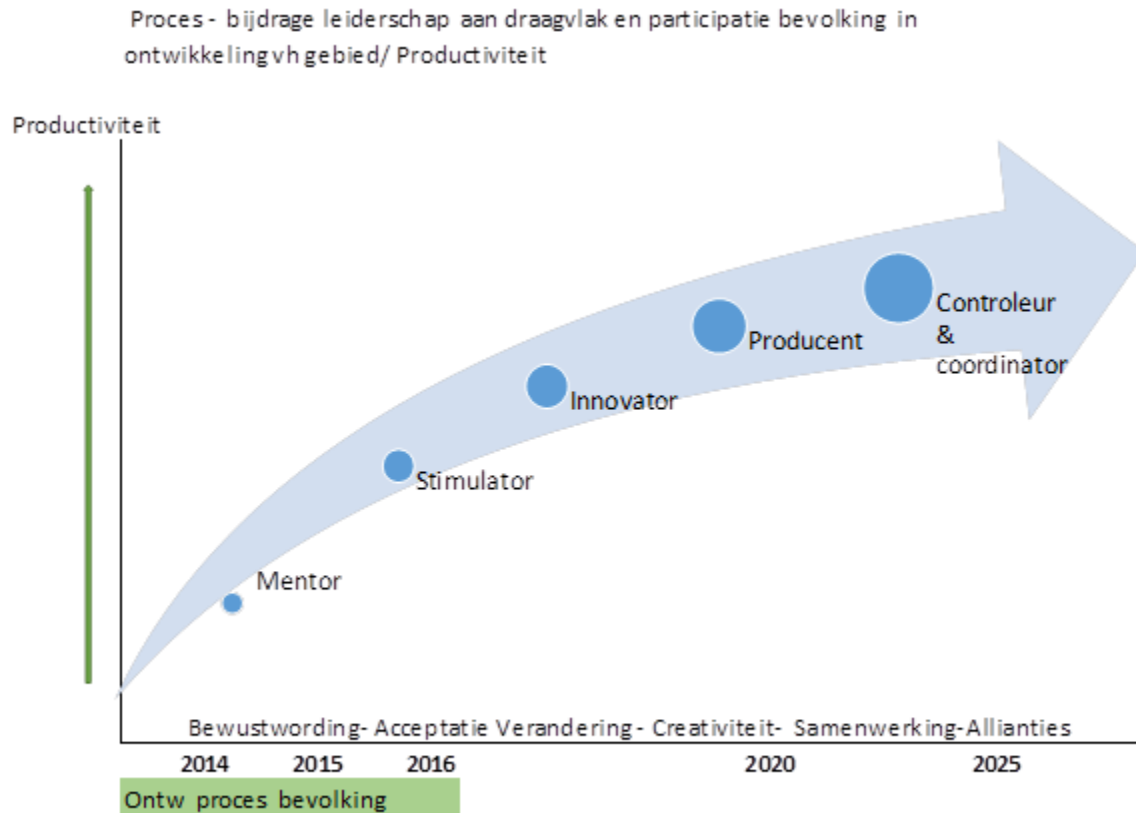 Proces - bijdrage leiderschap aan draagvlak en participatie bevolking in
ontwikkeling vh gebied/ Productiviteit
Productiviteit
Controleur
&
coordinator
Producent
Innovator
Stimulator
Mentor
Bewustwording- Acceptatie Verandering - Creativiteit- Samenwerking-Allianties
2014 2015 2016 2020 2025
Ontw proces bevolking